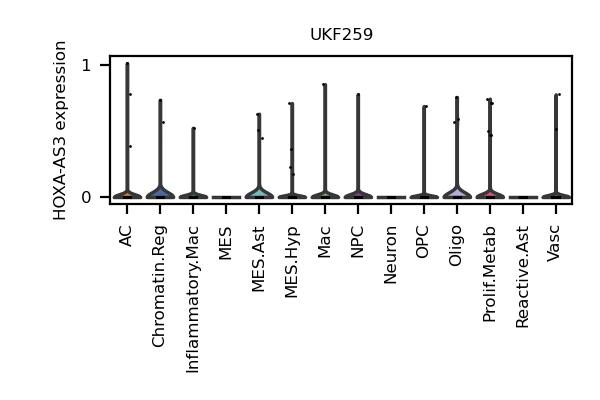 UKF259
HOXA-AS3 expression
1
0
AC
Chromatin.Reg
Inflammatory.Mac
MES
MES.Ast
MES.Hyp
Mac
NPC
Neuron
OPC
Oligo
Prolif.Metab
Reactive.Ast
Vasc